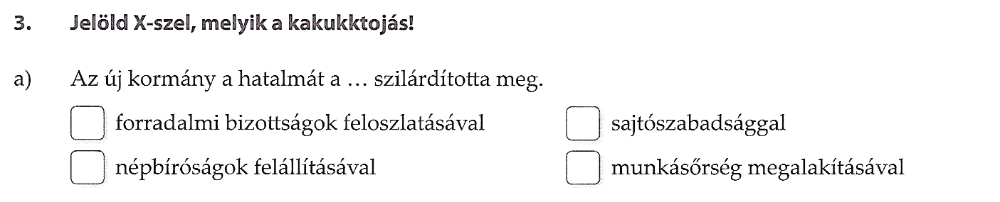 3. Jelöld X-szel, melyik a kakukktojás!
a) Az új kormány a hatalmát a … szilárdította meg.
forradalmi bizottságok feloszlatásával sajtószabadsággal
népbíróságok felállításával munkásőrség megalakításával